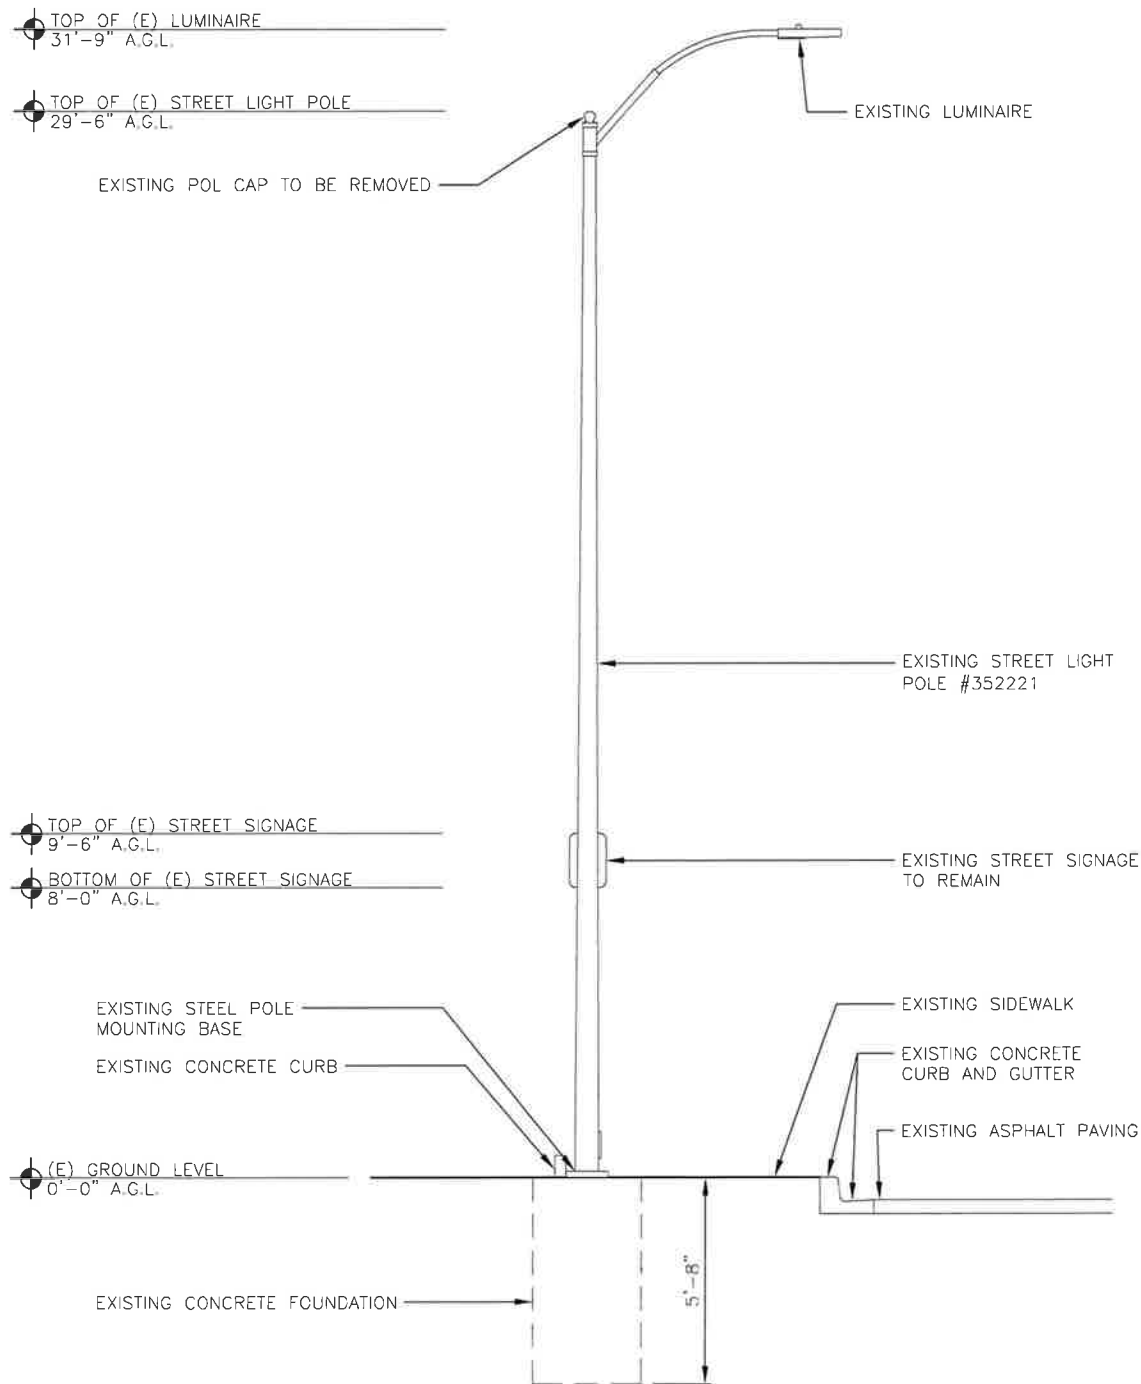 TOP OF (E) LUMINAIRE
31'-9" A.G.L.
TOP OF (E) STREET LIGHT POLE
29'-6" A.G.L.
EXISTING LUMINAIRE
EXISTING POL CAP TO BE REMOVED
EXISTING STREET LIGHT
POLE #352221
TOP OF (E) STREET SIGNAGE
9'-6" A.G.L.
EXISTING STREET SIGNAGE
TO REMAIN
BOTTOM OF (E) STREET SIGNAGE
8'-0" A.G.L.
EXISTING STEEL POLE
MOUNTING BASE
EXISTING SIDEWALK
EXISTING CONCRETE CURB
EXISTING CONCRETE
CURB AND GUTTER
EXISTING ASPHALT PAVING
(E) GROUND LEVEL
0'-0" A.G.L.
5'-8"
EXISTING CONCRETE FOUNDATION